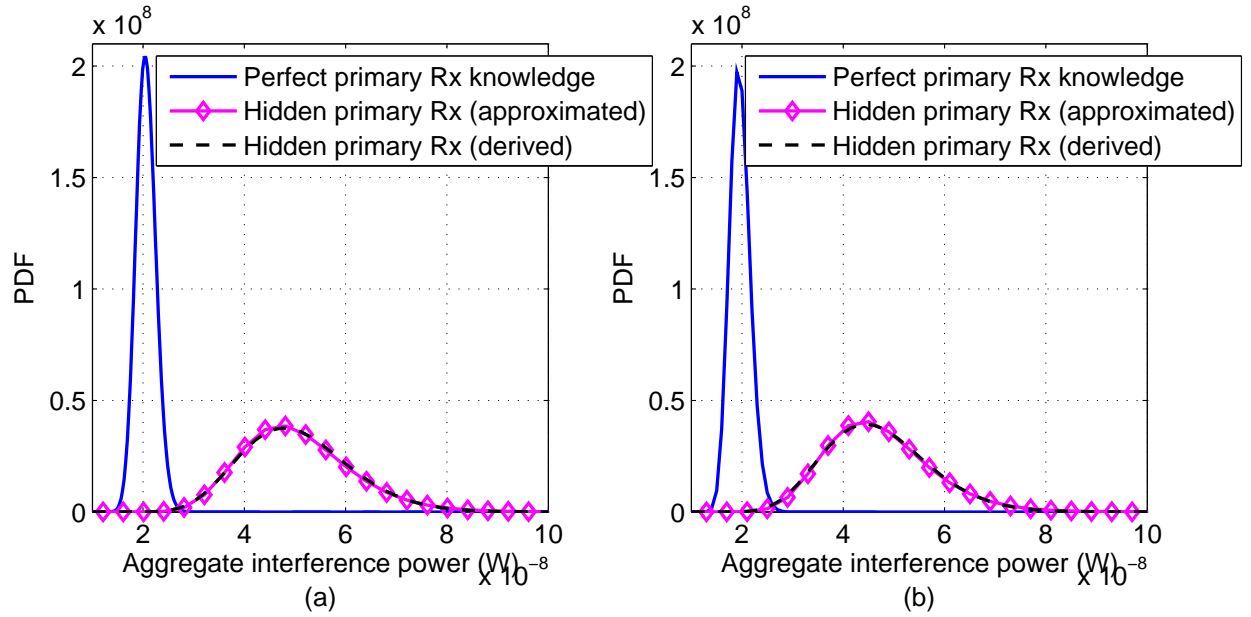 x 10^8
2
1.5
1
0.5
0
PDF
Perfect primary Rx knowledge
Hidden primary Rx (approximated)
Hidden primary Rx (derived)
2 4 6 8 10
Aggregate interference power (W)
x 10^−8
(a)
x 10^8
2
1.5
1
0.5
0
PDF
Perfect primary Rx knowledge
Hidden primary Rx (approximated)
Hidden primary Rx (derived)
2 4 6 8 10
Aggregate interference power (W)
x 10^−8
(b)